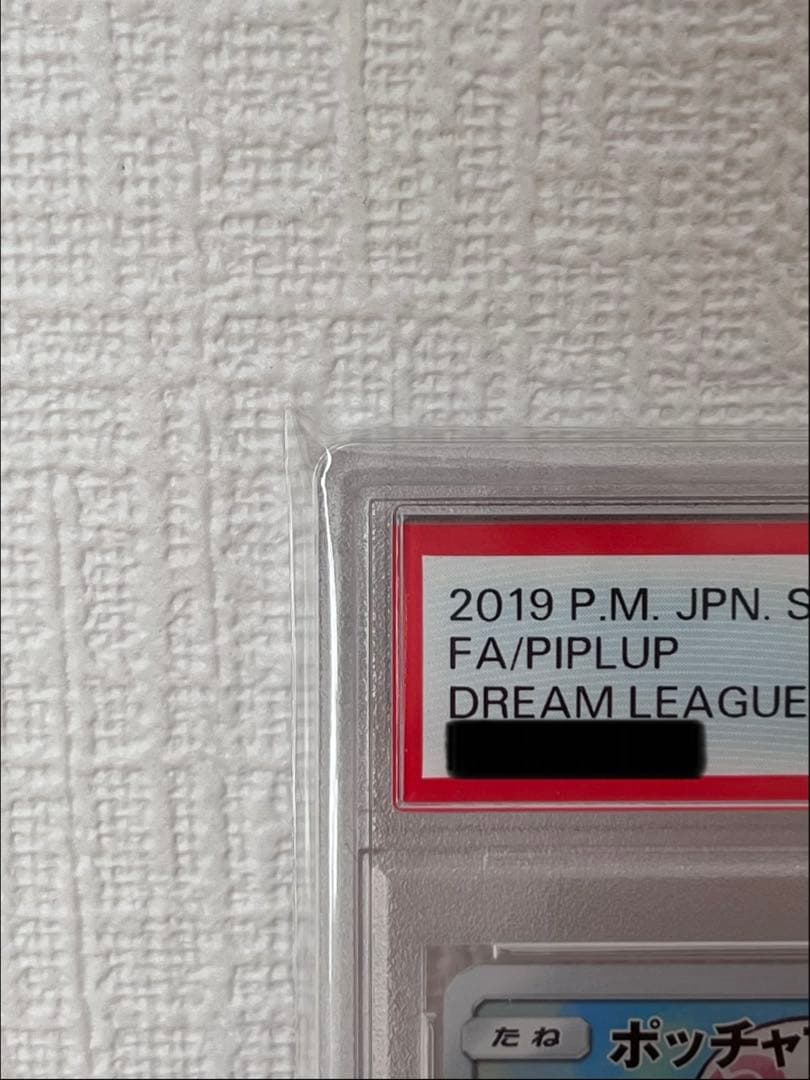 2019 P.M. JPN. S
FA/PIPLUP
DREAM LEAGUE
たね ポッチャ